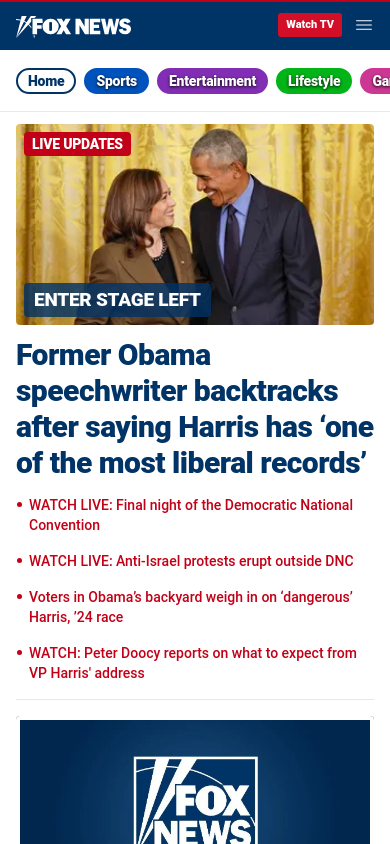 FOX NEWS
Watch TV
Home
Sports
Entertainment
Lifestyle
Ga
LIVE UPDATES
ENTER STAGE LEFT
Former Obama
speechwriter backtracks
after saying Harris has ‘one
of the most liberal records’
• WATCH LIVE: Final night of the Democratic National
Convention
• WATCH LIVE: Anti-Israel protests erupt outside DNC
• Voters in Obama’s backyard weigh in on ‘dangerous’
Harris, ’24 race
• WATCH: Peter Doocy reports on what to expect from
VP Harris' address
FOX
NEWS